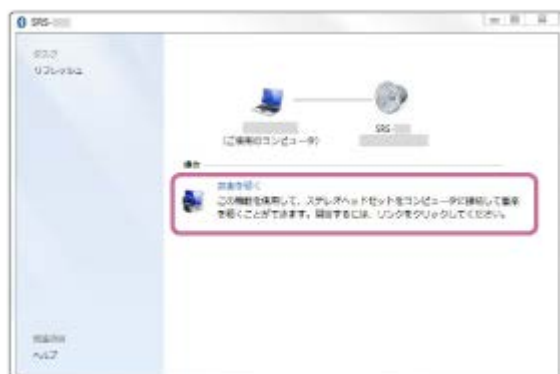 SRS-
タスク
リフレッシュ
(ご使用のコンピューター)
SRS-
操作
音楽を聴く
この機能を使用して、ステレオヘッドセットをコンピュータに接続して音楽
を聴くことができます。開始するには、リンクをクリックしてください。
関連項目
ヘルプ